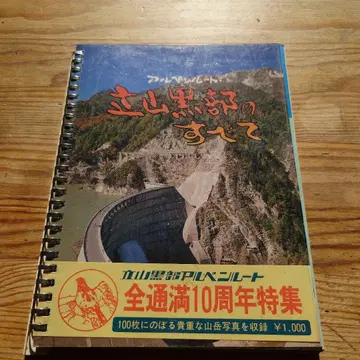 アルペンルート
立山黒部の
すべて
立山黒部アルペンルート
全通満10周年特集
100枚にのぼる貴重な山岳写真を収録 ¥1,000